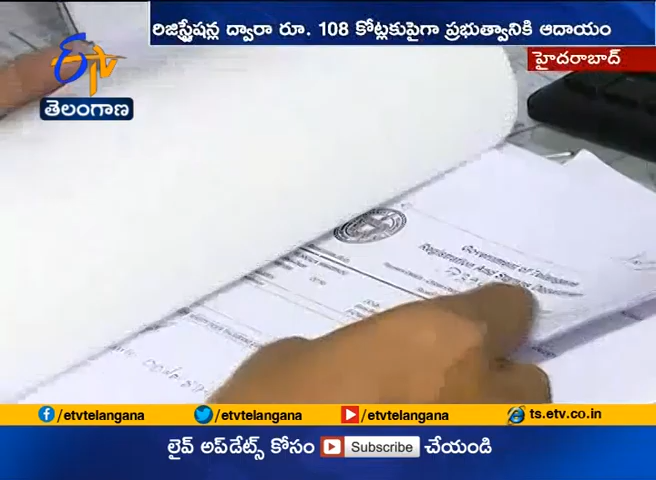 రిజిస్ట్రేషన్ల ద్వారా రూ. 108 కోట్లకుపైగా ప్రభుత్వానికి ఆదాయం
హైదరాబాద్
ETV
తెలంగాణ
Government of Telangana
Registration And Stamps Department
/etvtelangana /etvtelangana /etvtelangana ts.etv.co.in
లైవ్ అప్‌డేట్స్ కోసం Subscribe చేయండి